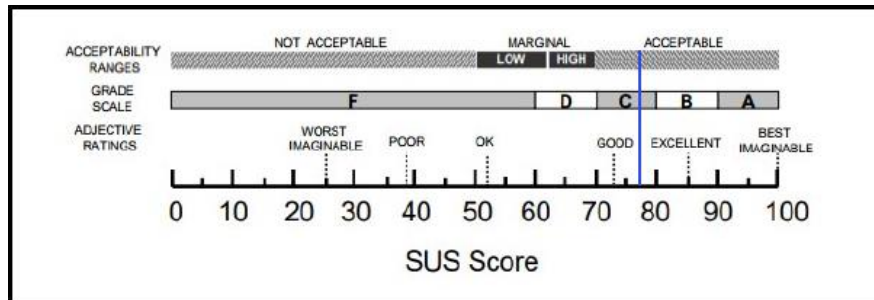 NOT ACCEPTABLE MARGINAL ACCEPTABLE
ACCEPTABILITY
RANGES
LOW HIGH
GRADE
SCALE
F D C B A
ADJECTIVE
RATINGS
WORST
IMAGINABLE
POOR
OK
GOOD
EXCELLENT
BEST
IMAGINABLE
0 10 20 30 40 50 60 70 80 90 100
SUS Score